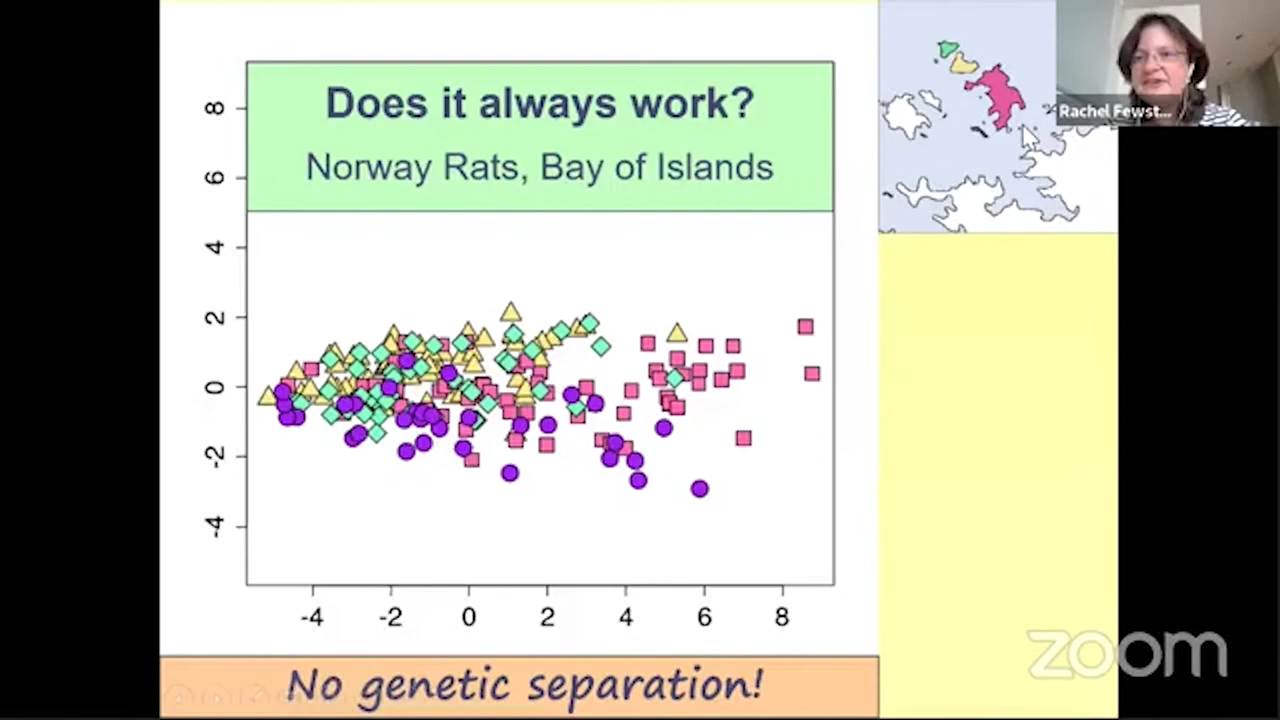 Does it always work?
Norway Rats, Bay of Islands
8
6
4
2
0
-2
-4
-4 -2 0 2 4 6 8
No genetic separation!
Rachel Fewst...
zoom